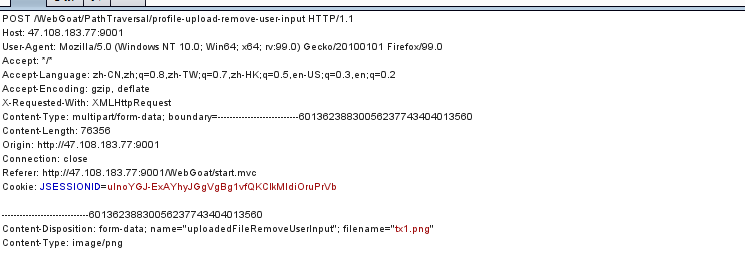 POST /WebGoat/PathTraversal/profile-upload-remove-user-input HTTP/1.1
Host: 47.108.183.77:9001
User-Agent: Mozilla/5.0 (Windows NT 10.0; Win64; x64; rv:99.0) Gecko/20100101 Firefox/99.0
Accept: */*
Accept-Language: zh-CN,zh;q=0.8,zh-TW;q=0.7,zh-HK;q=0.5,en-US;q=0.3,en;q=0.2
Accept-Encoding: gzip, deflate
X-Requested-With: XMLHttpRequest
Content-Type: multipart/form-data; boundary=---------------------------601362388300562377434040­13560
Content-Length: 76356
Origin: http://47.108.183.77:9001
Connection: close
Referer: http://47.108.183.77:9001/WebGoat/start.mvc
Cookie: JSESSIONID=uInoYGJ-ExAYhyJGgVgBg1vfQKCIkMIdiOruPrVb
-----------------------------60136238830056237743404013560
Content-Disposition: form-data; name="uploadedFileRemoveUserInput"; filename="tx1.png"
Content-Type: image/png